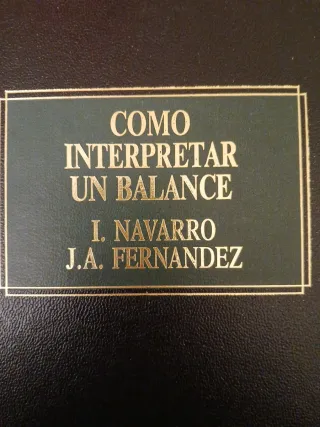 COMO
INTERPRETAR
UN BALANCE
I. NAVARRO
J.A. FERNANDEZ